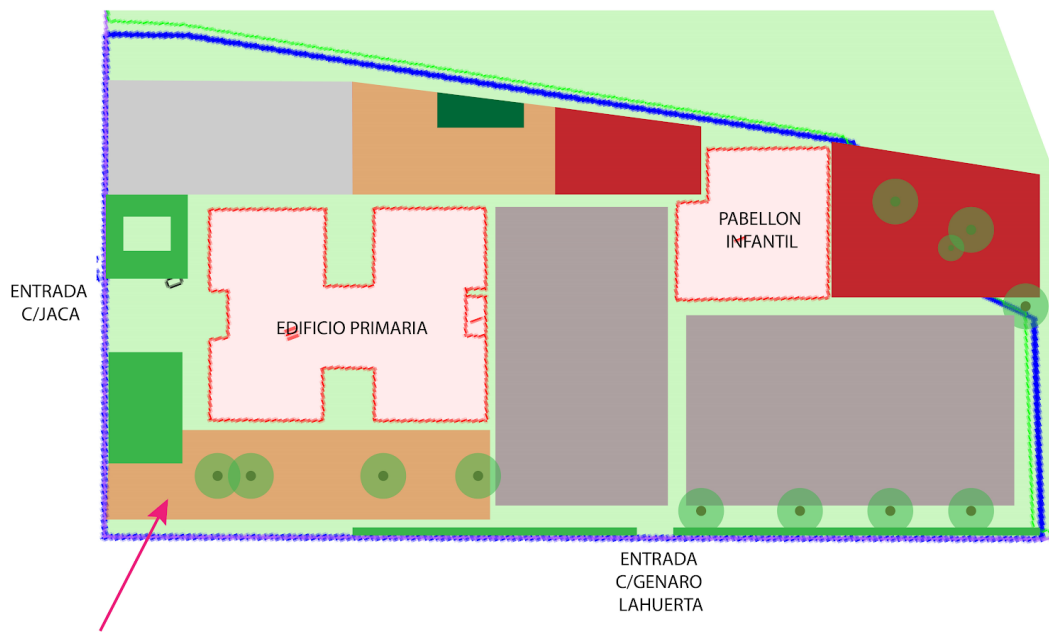 PABELLON
INFANTIL
ENTRADA
C/JACA
EDIFICIO PRIMARIA
ENTRADA
C/GENARO
LAHUERTA